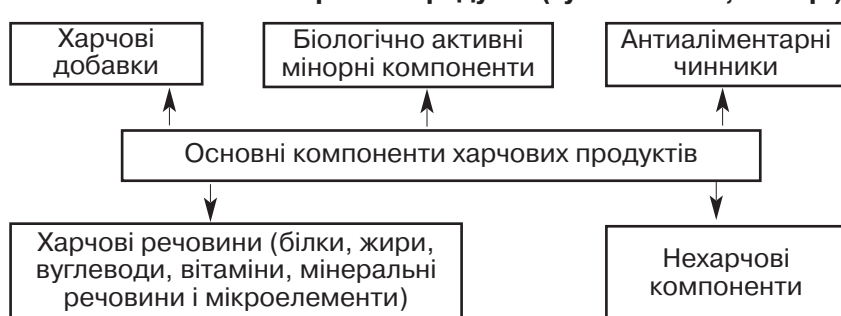 Харчові
добавки
Біологічно активні
мінорні компоненти
Антиаліментарні
чинники
Основні компоненти харчових продуктів
Харчові речовини (білки, жири,
вуглеводи, вітаміни, мінеральні
речовини і мікроелементи)
Нехарчові
компоненти